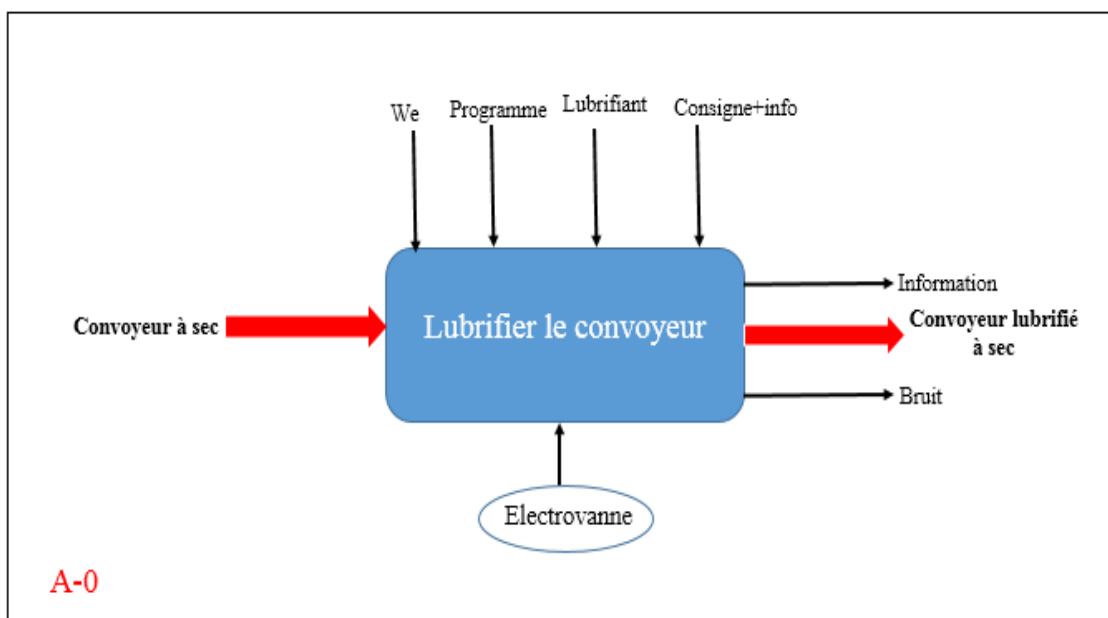 We
Programme
Lubrifiant
Consigne+info
Information
Convoyeur à sec
Lubrifier le convoyeur
Convoyeur lubrifié
à sec
Bruit
Electrovanne
A-0